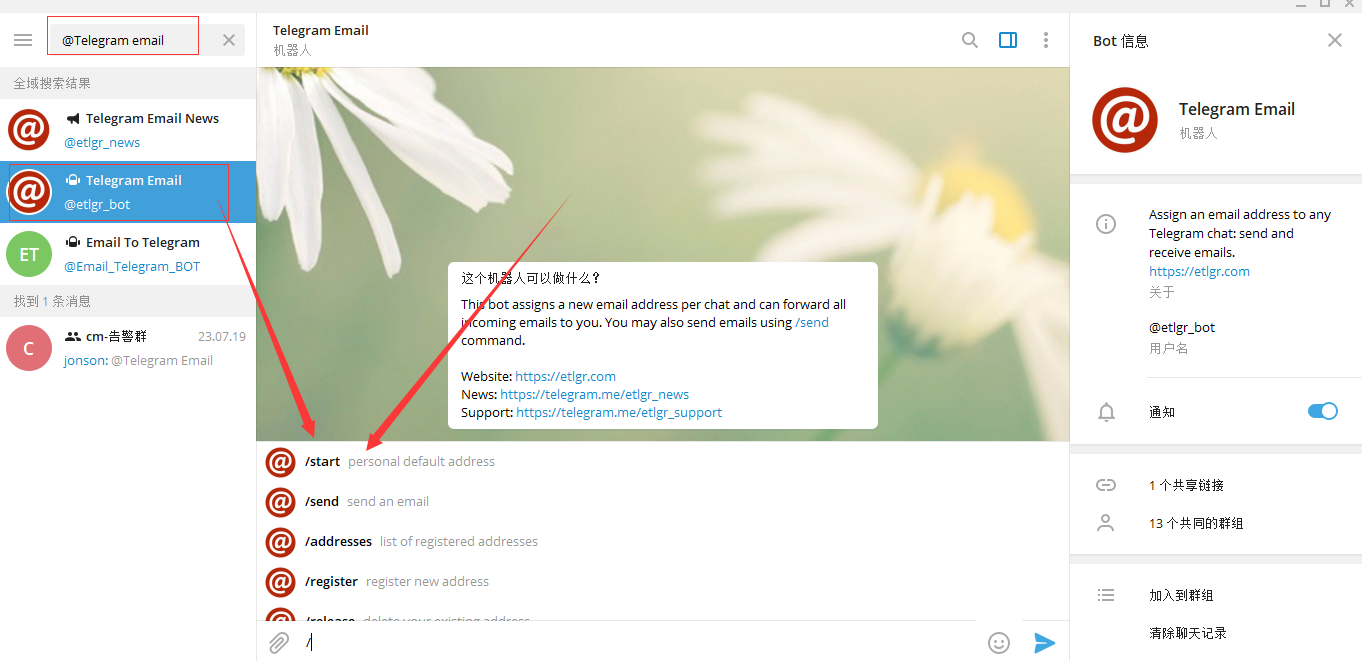 @Telegram email
全域搜索结果
Telegram Email News
@etlgr_news
Telegram Email
@etlgr_bot
ET
Email To Telegram
@Email_Telegram_BOT
找到 1 条消息
C
cm-告警群
23.07.19
jonson: @Telegram Email
Telegram Email
机器人
这个机器人可以做什么？
This bot assigns a new email address per chat and can forward all
incoming emails to you. You may also send emails using /send
command.
Website: https://etlgr.com
News: https://telegram.me/etlgr_news
Support: https://telegram.me/etlgr_support
/start personal default address
/send send an email
/addresses list of registered addresses
/register register new address
/release delete your existing address
/
Bot 信息
Telegram Email
机器人
Assign an email address to any
Telegram chat: send and
receive emails.
https://etlgr.com
关于
@etlgr_bot
用户名
通知
1 个共享链接
13 个共同的群组
加入到群组
清除聊天记录